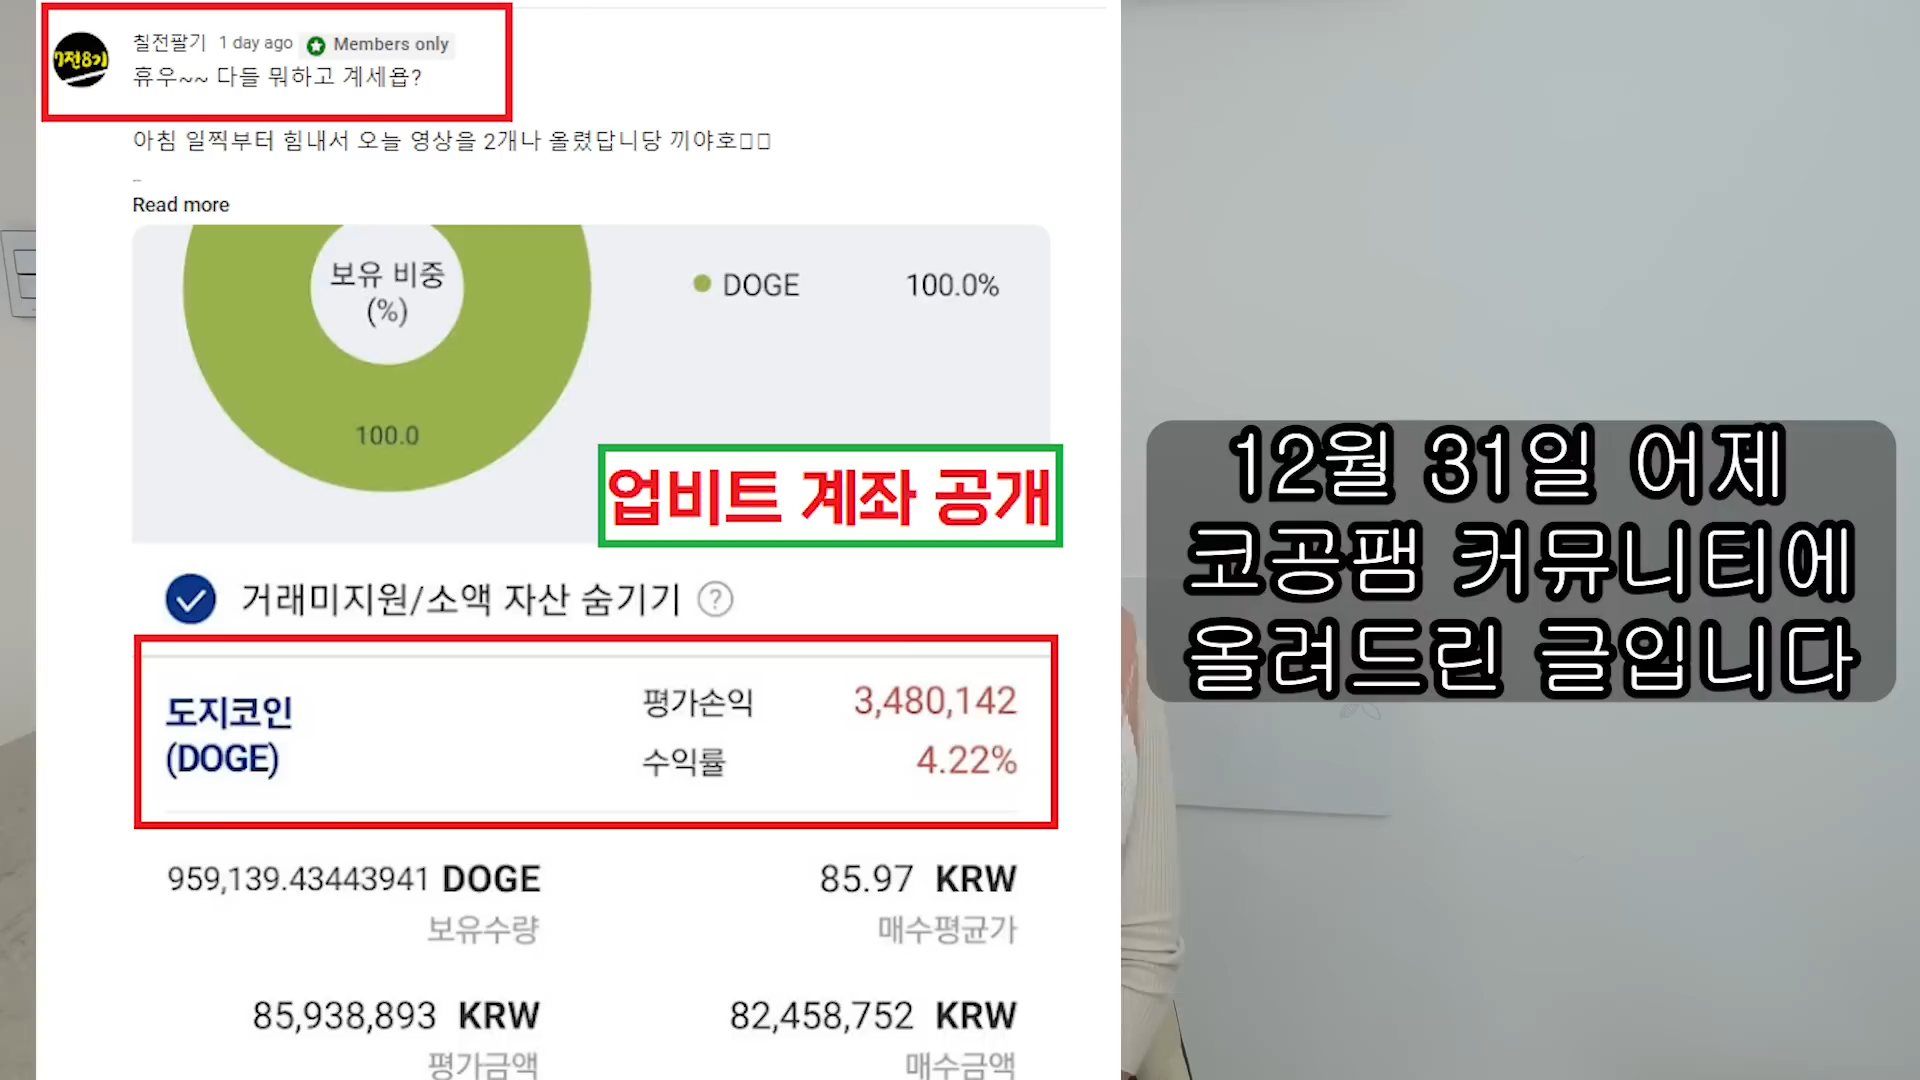 7전8기
칠전팔기 1 day ago Members only
휴우~~ 다들 뭐하고 계세욥?
아침 일찍부터 힘내서 오늘 영상을 2개나 올렸답니당 끼야호
Read more
보유 비중
(%)
DOGE 100.0%
100.0
업비트 계좌 공개
거래미지원/소액 자산 숨기기 ?
도지코인
(DOGE)
평가손익 3,480,142
수익률 4.22%
959,139.43443941 DOGE
보유수량
85.97 KRW
매수평균가
85,938,893 KRW
평가금액
82,458,752 KRW
매수금액
12월 31일 어제
코공팸 커뮤니티에
올려드린 글입니다